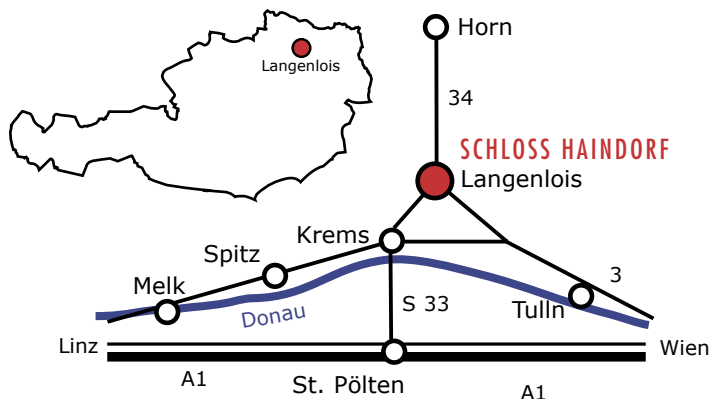 Horn
Langenlois
34
SCHLOSS HAINDORF
Langenlois
Krems
Spitz
3
Melk
S 33
Tulln
Donau
Linz
Wien
A1
St. Pölten
A1